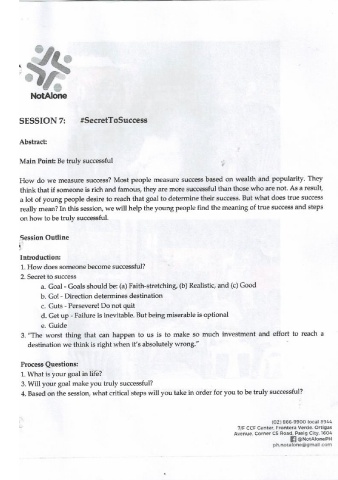 NotAlone
SESSION 7: #SecretToSuccess
Abstract:
Main Point: Be truly successful
How do we measure success? Most people measure success based on wealth and popularity. They
think that if someone is rich and famous, they are more successful than those who are not. As a result,
a lot of young people desire to reach that goal to determine their success. But what does true success
really mean? In this session, we will help the young people find the meaning of true success and steps
on how to be truly successful.
Session Outline
Introduction:
1. How does someone become successful?
2. Secret to success
a. Goal - Goals should be: (a) Faith-stretching, (b) Realistic, and (c) Good
b. Go! - Direction determines destination
c. Guts - Persevere! Do not quit
d. Get up - Failure is inevitable. But being miserable is optional
e. Guide
3. "The worst thing that can happen to us is to make so much investment and effort to reach a
destination we think is right when it's absolutely wrong."
Process Questions:
1. What is your goal in life?
2. Will your goal make you truly successful?
4. Based on the session, what critical steps will you take in order for you to be truly successful?
(02) 866-9900 local 8944
7/F CCF Center, Frontera Verde, Ortigas
Avenue, Corner C5 Road, Pasig City, 1604
@NotAlonePH
ph.notalone@gmail.com